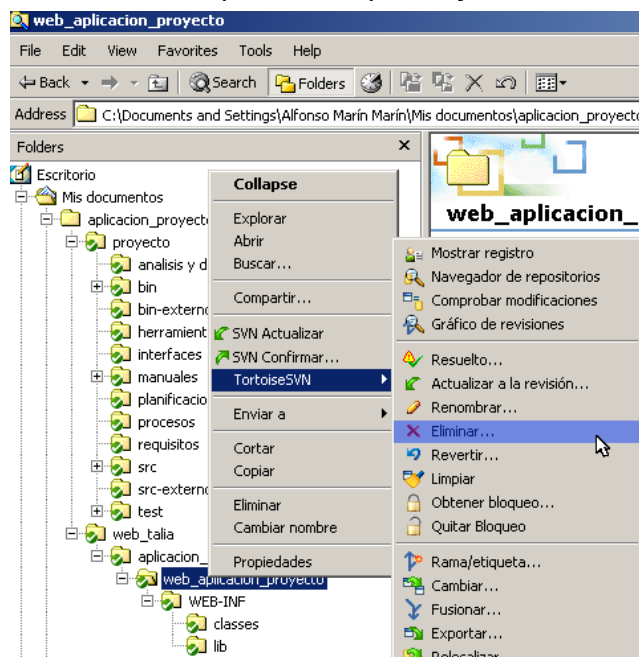 web_aplicacion_proyecto
File Edit View Favorites Tools Help
Back Search Folders
Address C:\Documents and Settings\Alfonso Marín Marín\Mis documentos\aplicacion_proyecto
Folders x
Escritorio
Mis documentos
aplicacion_proyecto
proyecto
analisis y d
bin
bin-externo
herramient
interfaces
manuales
planificacio
procesos
requisitos
src
src-externo
test
web_talia
aplicacion_
web_aplicacion_proyecto
WEB-INF
classes
lib
Collapse
Explorar
Abrir
Buscar...
Compartir...
SVN Actualizar
SVN Confirmar...
TortoiseSVN
Enviar a
Cortar
Copiar
Eliminar
Cambiar nombre
Propiedades
web_aplicacion_
Mostrar registro
Navegador de repositorios
Comprobar modificaciones
Gráfico de revisiones
Resuelto...
Actualizar a la revisión...
Renombrar...
Eliminar...
Revertir...
Limpiar
Obtener bloqueo...
Quitar Bloqueo
Rama/etiqueta...
Cambiar...
Fusionar...
Exportar...
Relocalizar...